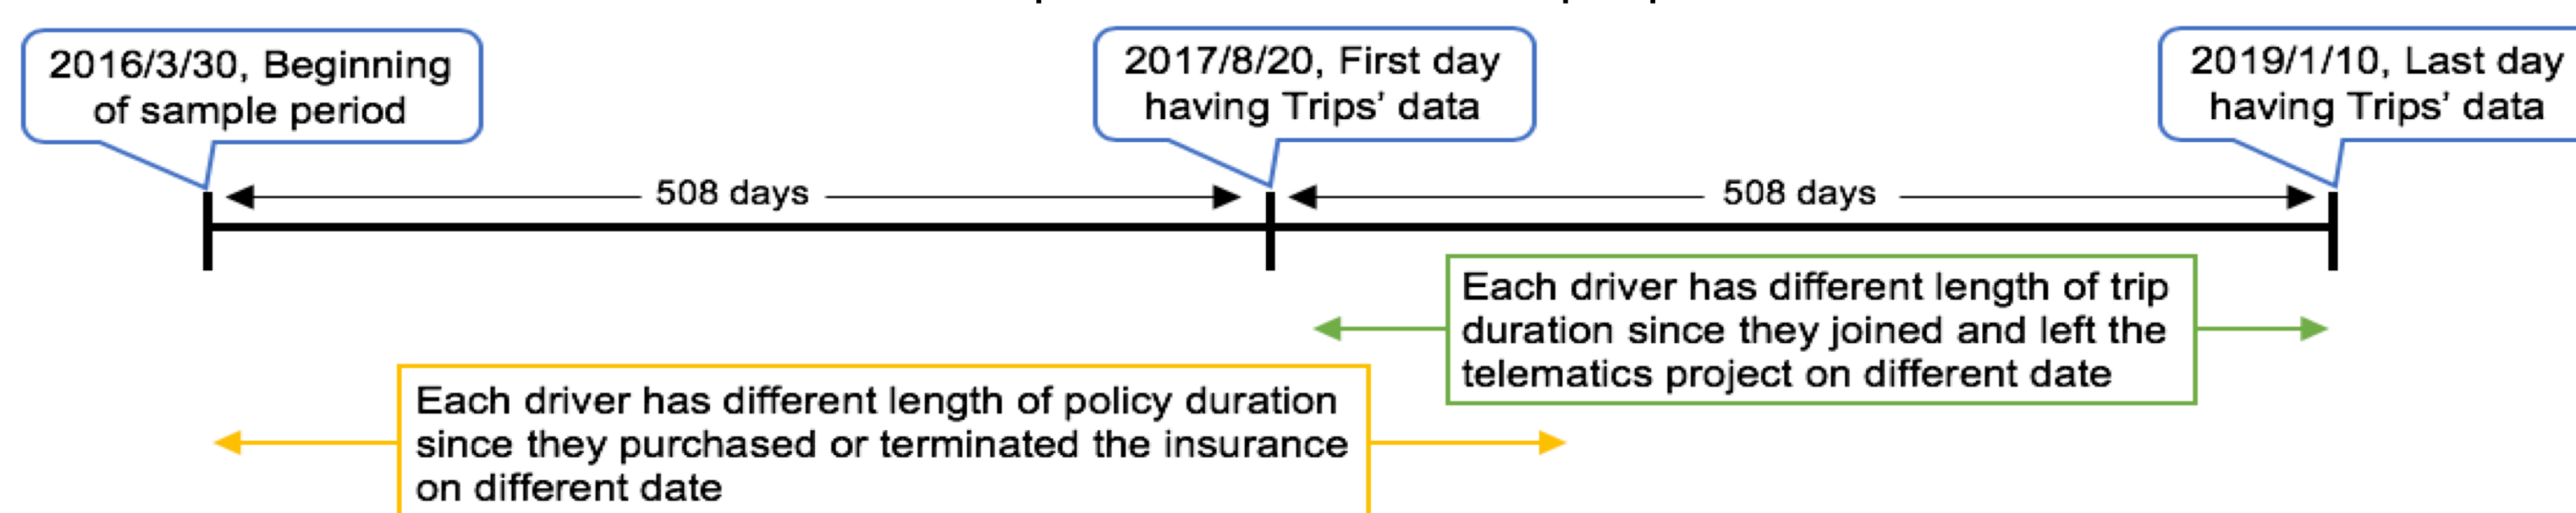 2016/3/30, Beginning
of sample period
2017/8/20, First day
having Trips' data
2019/1/10, Last day
having Trips' data
508 days
508 days
Each driver has different length of trip
duration since they joined and left the
telematics project on different date
Each driver has different length of policy duration
since they purchased or terminated the insurance
on different date